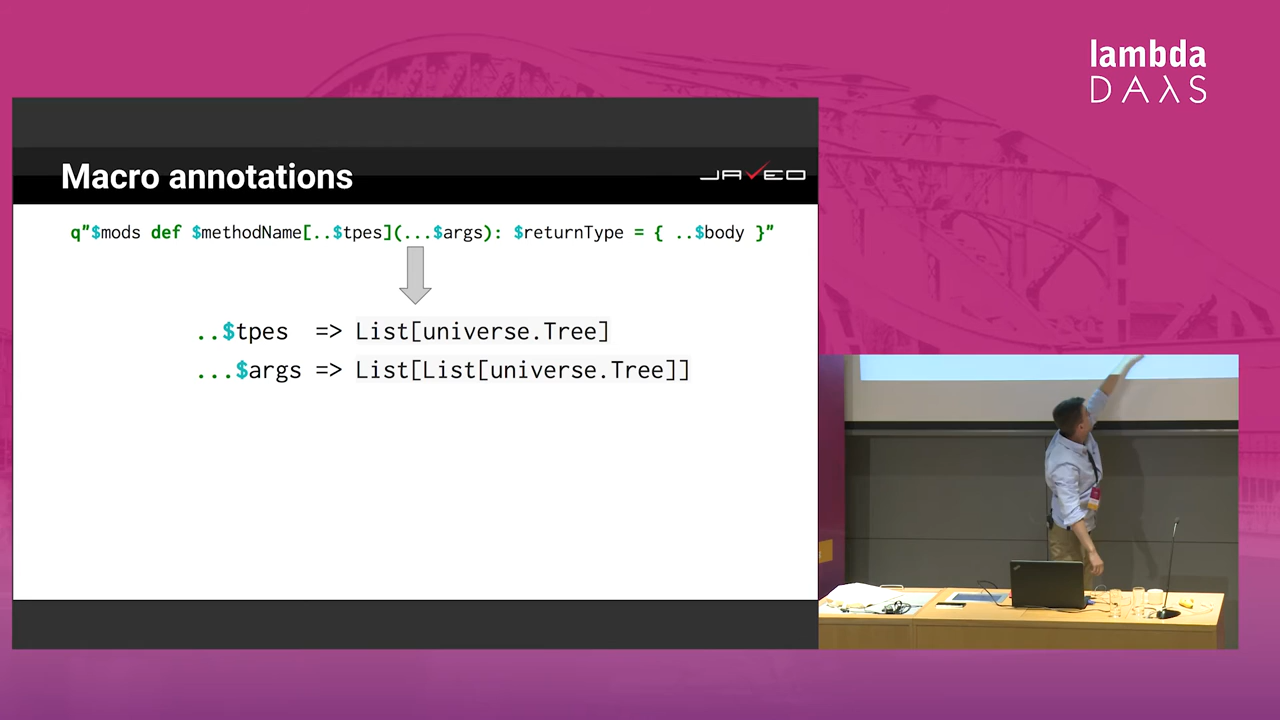 lambda
DAYS
Macro annotations
JAVEO
q”$mods def $methodName[..$tpes](...$args): $returnType = { ..$body }”
..$tpes => List[universe.Tree]
...$args => List[List[universe.Tree]]